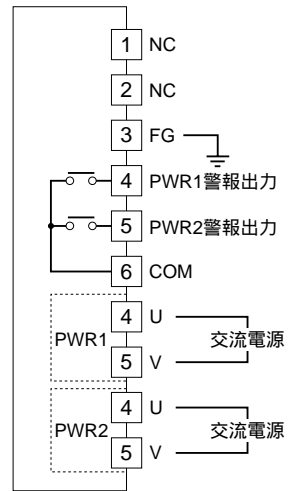 1 NC
2 NC
3 FG
4 PWR1警報出力
5 PWR2警報出力
6 COM
PWR1
4 U
5 V
交流電源
PWR2
4 U
5 V
交流電源